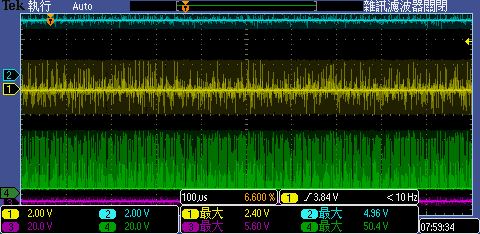 Tek 執行 Auto 雜訊濾波器關閉
2
1
4
3
100us 6.600 % 1 3.84 V < 10 Hz
1 2.00 V 2 2.00 V 1 最大 2.40 V 2 最大 4.96 V
3 20.0 V 4 20.0 V 3 最大 5.60 V 4 最大 50.4 V
07:59:34